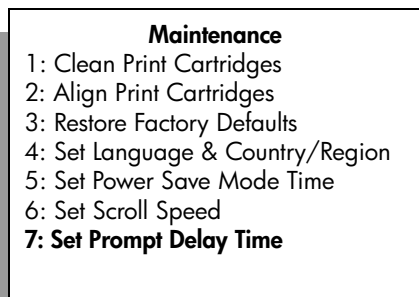 Maintenance
1: Clean Print Cartridges
2: Align Print Cartridges
3: Restore Factory Defaults
4: Set Language & Country/Region
5: Set Power Save Mode Time
6: Set Scroll Speed
7: Set Prompt Delay Time